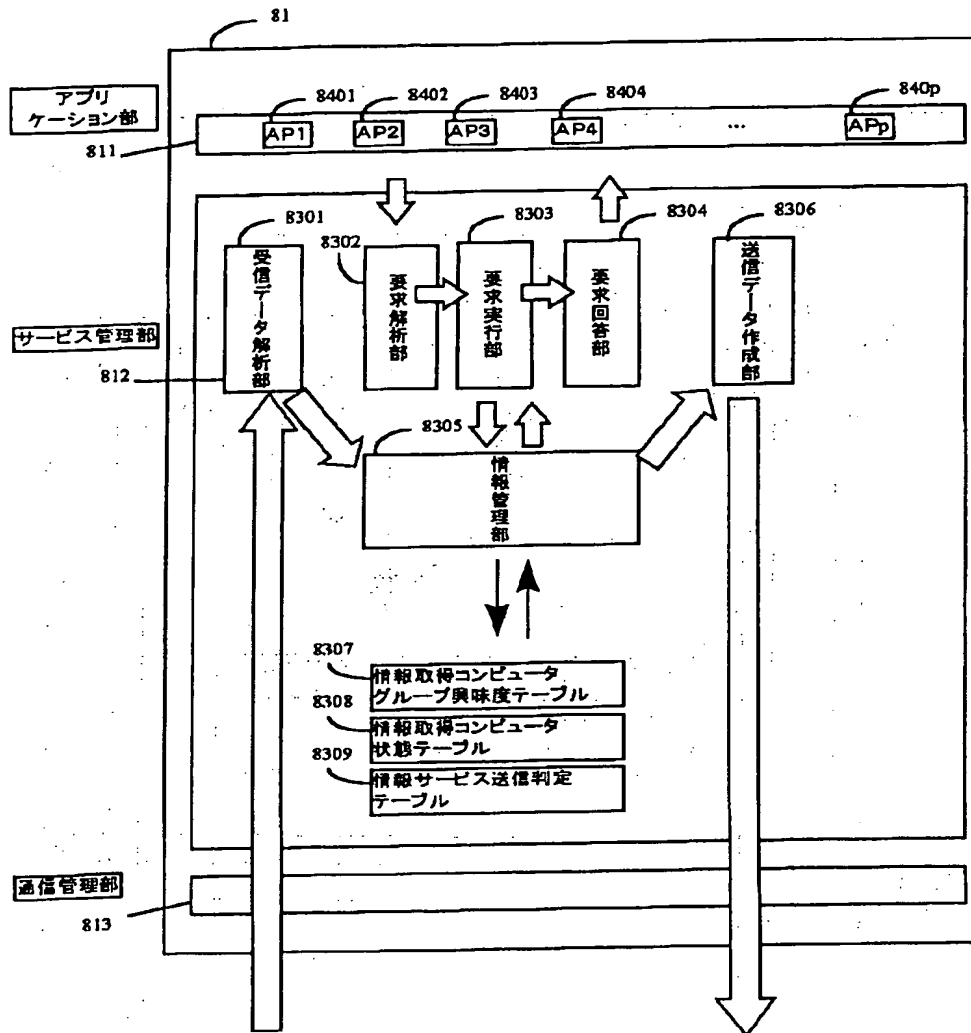 81
アプリ
ケーション部
811
8401
8402
8403
8404
840p
AP1
AP2
AP3
AP4
…
APp
サービス管理部
812
8301
受信データ解析部
8302
要求解析部
8303
要求実行部
8304
要求回答部
8306
送信データ作成部
8305
情報管理部
8307
情報取得コンピュータ
グループ興味度テーブル
8308
情報取得コンピュータ
状態テーブル
8309
情報サービス送信判定
テーブル
通信管理部
813